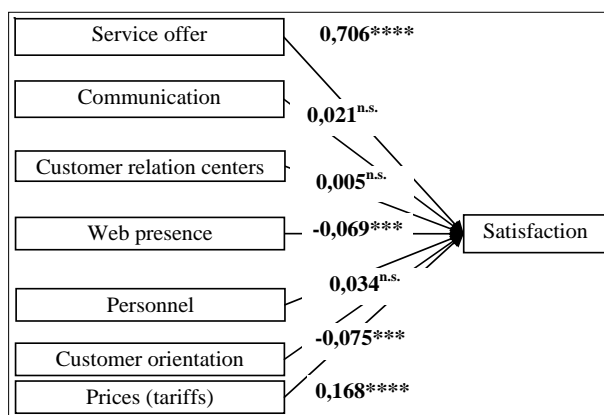 Service offer
0,706****
Communication
0,021n.s.
Customer relation centers
0,005n.s.
Web presence
-0,069***
Satisfaction
Personnel
0,034n.s.
Customer orientation
-0,075***
Prices (tariffs)
0,168****